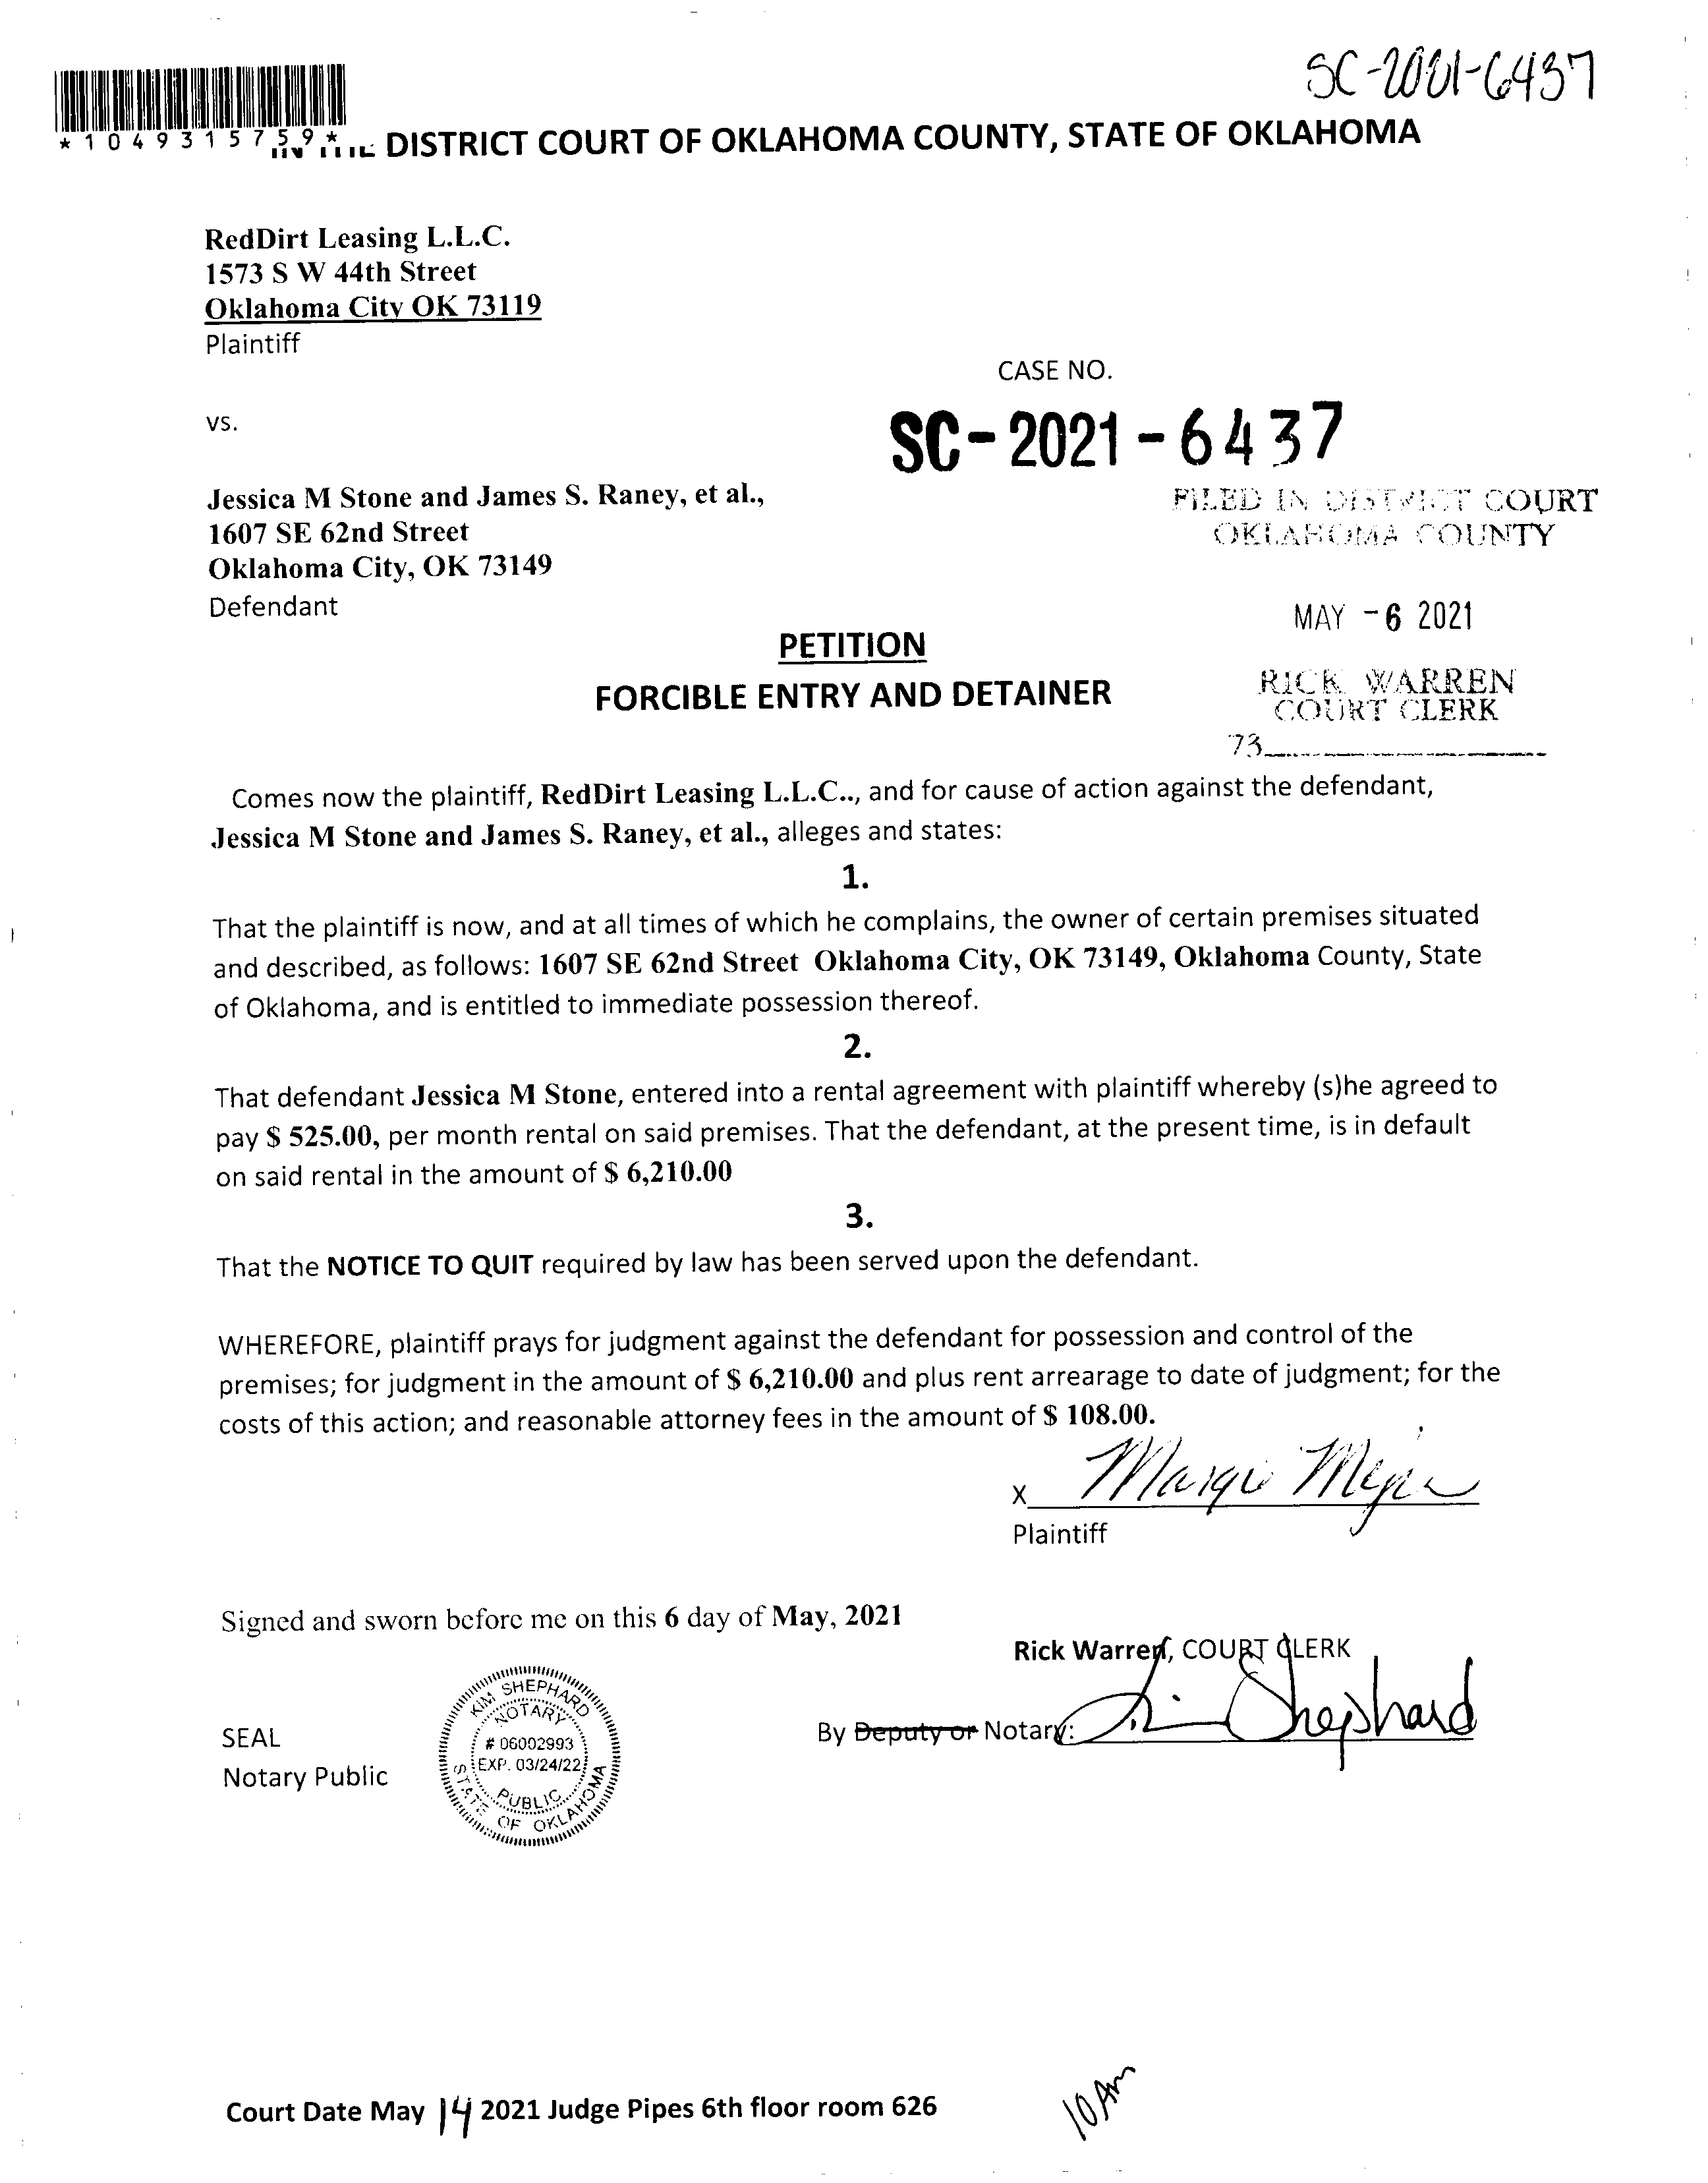 SC-2021-6437
*1049315759*
IN THE DISTRICT COURT OF OKLAHOMA COUNTY, STATE OF OKLAHOMA
RedDirt Leasing L.L.C.
1573 S W 44th Street
Oklahoma City OK 73119
Plaintiff
CASE NO.
vs.
SC-2021-6437
Jessica M Stone and James S. Raney, et al.,
1607 SE 62nd Street
Oklahoma City, OK 73149
Defendant
FILED IN DISTRICT COURT
OKLAHOMA COUNTY
MAY -6 2021
RICK WARREN
COURT CLERK
73
PETITION
FORCIBLE ENTRY AND DETAINER
Comes now the plaintiff, RedDirt Leasing L.L.C.., and for cause of action against the defendant,
Jessica M Stone and James S. Raney, et al., alleges and states:
1.
That the plaintiff is now, and at all times of which he complains, the owner of certain premises situated
and described, as follows: 1607 SE 62nd Street Oklahoma City, OK 73149, Oklahoma County, State
of Oklahoma, and is entitled to immediate possession thereof.
2.
That defendant Jessica M Stone, entered into a rental agreement with plaintiff whereby (s)he agreed to
pay $ 525.00, per month rental on said premises. That the defendant, at the present time, is in default
on said rental in the amount of $ 6,210.00
3.
That the NOTICE TO QUIT required by law has been served upon the defendant.
WHEREFORE, plaintiff prays for judgment against the defendant for possession and control of the
premises; for judgment in the amount of $ 6,210.00 and plus rent arrearage to date of judgment; for the
costs of this action; and reasonable attorney fees in the amount of $ 108.00.
X Margie
Plaintiff
Signed and sworn before me on this 6 day of May, 2021
Rick Warren, COURT CLERK
SEAL
Notary Public
KIM SHEPHARD
NOTARY
# 06002993
EXP. 03/24/22
PUBLIC
STATE OF OKLAHOMA
By Deputy or Notary: Kim Shephard
Court Date May 14 2021 Judge Pipes 6th floor room 626
10 Am